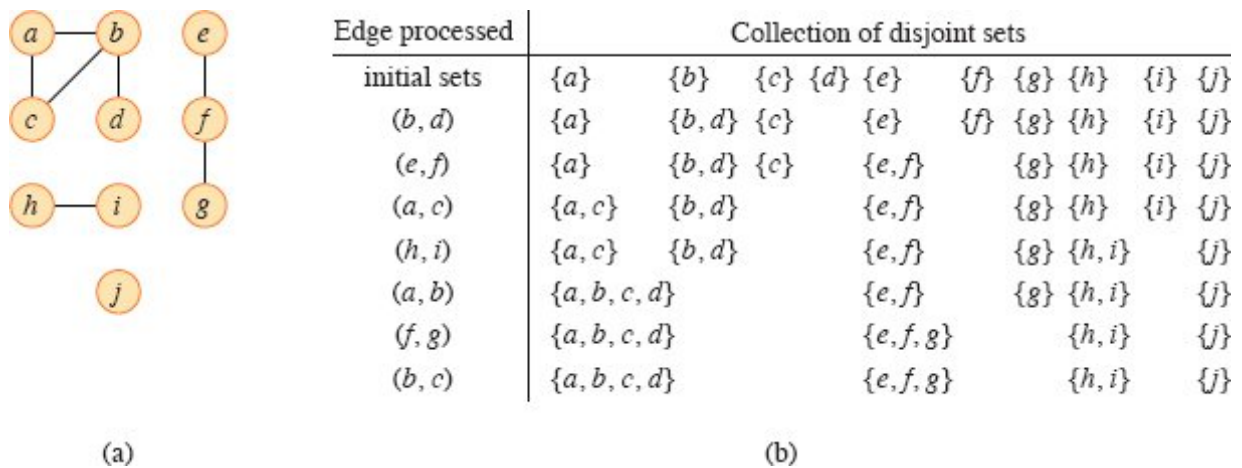 a b e
c d f
h i g
j
(a)
Edge processed Collection of disjoint sets
initial sets {a} {b} {c} {d} {e} {f} {g} {h} {i} {j}
(b, d) {a} {b, d} {c} {e} {f} {g} {h} {i} {j}
(e, f) {a} {b, d} {c} {e, f} {g} {h} {i} {j}
(a, c) {a, c} {b, d} {e, f} {g} {h} {i} {j}
(h, i) {a, c} {b, d} {e, f} {g} {h, i} {j}
(a, b) {a, b, c, d} {e, f} {g} {h, i} {j}
(f, g) {a, b, c, d} {e, f, g} {h, i} {j}
(b, c) {a, b, c, d} {e, f, g} {h, i} {j}
(b)